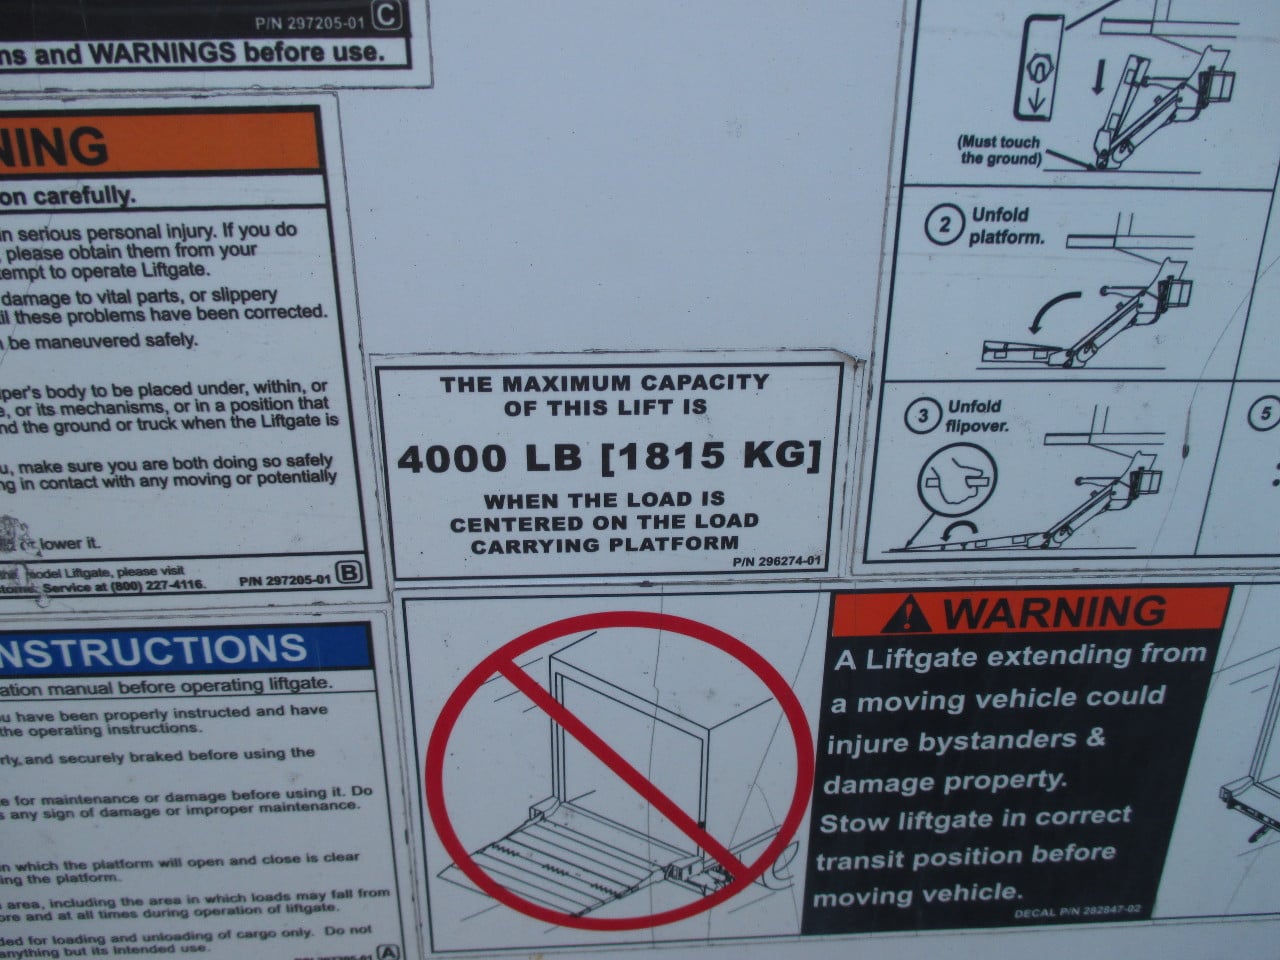 P/N 297205-01 C
ns and WARNINGS before use.
NING
on carefully.
in serious personal injury. If you do
, please obtain them from your
tempt to operate Liftgate.
damage to vital parts, or slippery
il these problems have been corrected.
be maneuvered safely.
per's body to be placed under, within, or
e, or its mechanisms, or in a position that
nd the ground or truck when the Liftgate is
u, make sure you are both doing so safely
ng in contact with any moving or potentially
lower it.
odel Liftgate, please visit
Service at (800) 227-4116. P/N 297205-01 B
NSTRUCTIONS
ation manual before operating liftgate.
u have been properly instructed and have
the operating instructions.
rly, and securely braked before using the
e for maintenance or damage before using it. Do
s any sign of damage or improper maintenance.
in which the platform will open and close is clear
ing the platform.
area, including the area in which loads may fall from
ore and at all times during operation of liftgate.
ded for loading and unloading of cargo only. Do not
anything but its intended use.
A
THE MAXIMUM CAPACITY
OF THIS LIFT IS
4000 LB [1815 KG]
WHEN THE LOAD IS
CENTERED ON THE LOAD
CARRYING PLATFORM
P/N 296274-01
(Must touch
the ground)
2 Unfold
platform.
3 Unfold
flipover.
5
WARNING
A Liftgate extending from
a moving vehicle could
injure bystanders &
damage property.
Stow liftgate in correct
transit position before
moving vehicle.
DECAL P/N 282847-02